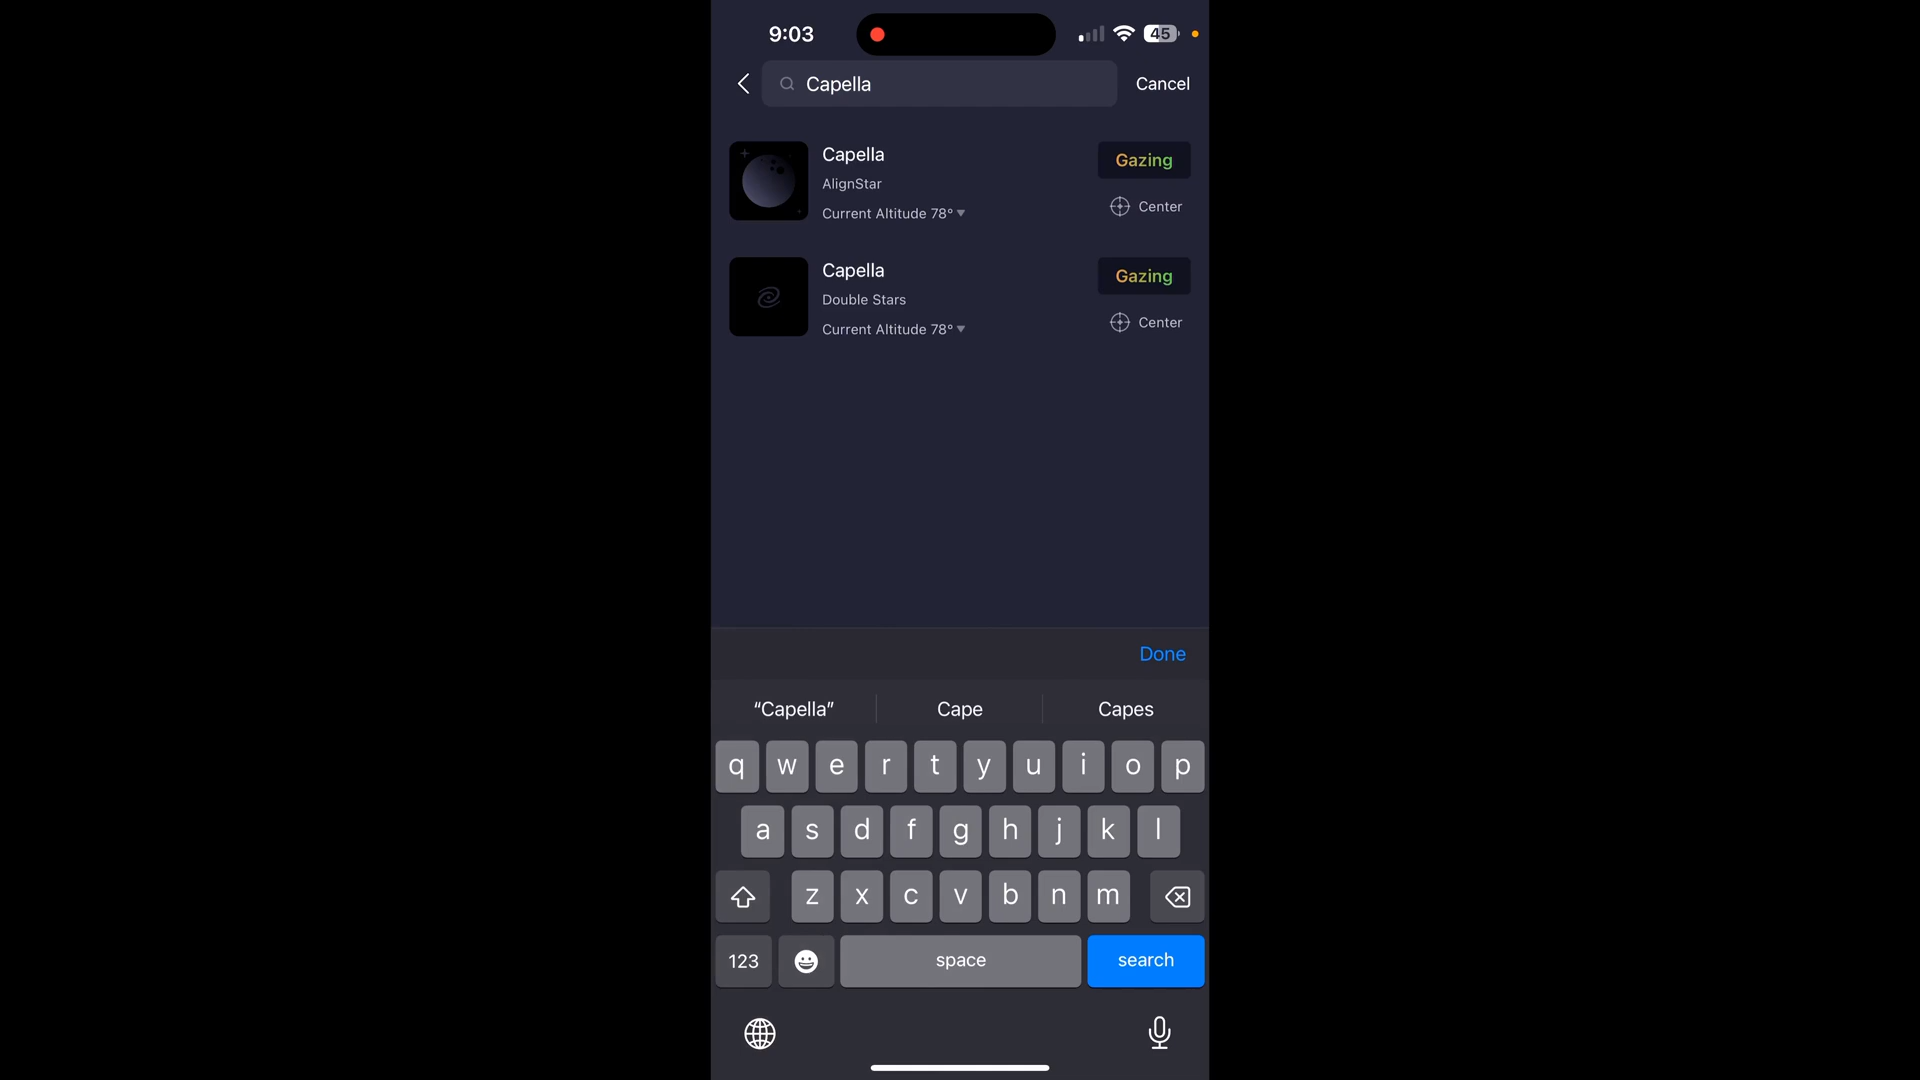 9:03
45
Capella
Cancel
Capella
AlignStar
Current Altitude 78°
Gazing
Center
Capella
Double Stars
Current Altitude 78°
Gazing
Center
Done
“Capella” Cape Capes
q w e r t y u i o p
a s d f g h j k l
z x c v b n m
123 space search